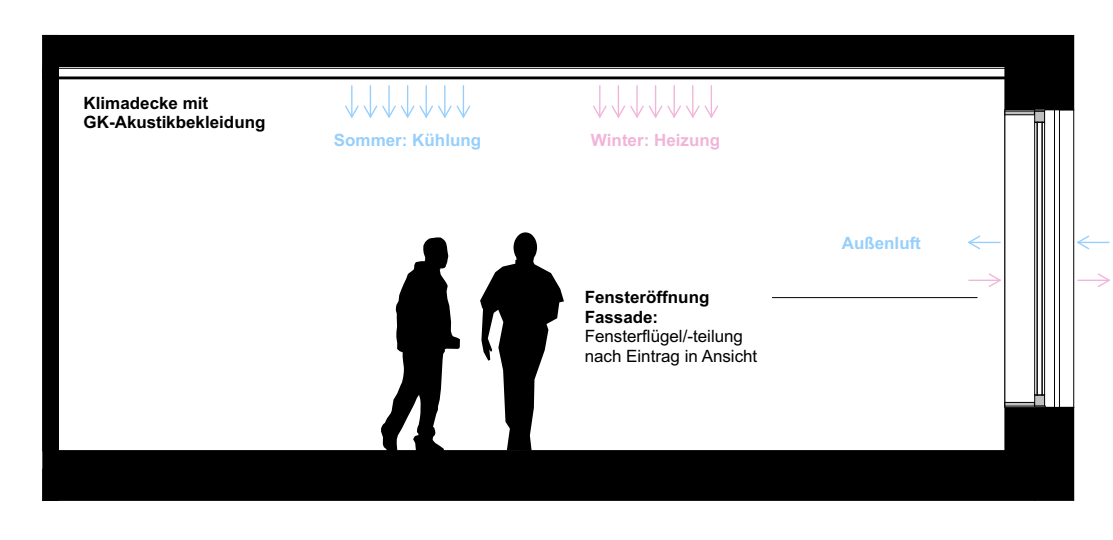 Klimadecke mit
GK-Akustikbekleidung
Sommer: Kühlung
Winter: Heizung
Außenluft
Fensteröffnung
Fassade:
Fensterflügel/-teilung
nach Eintrag in Ansicht